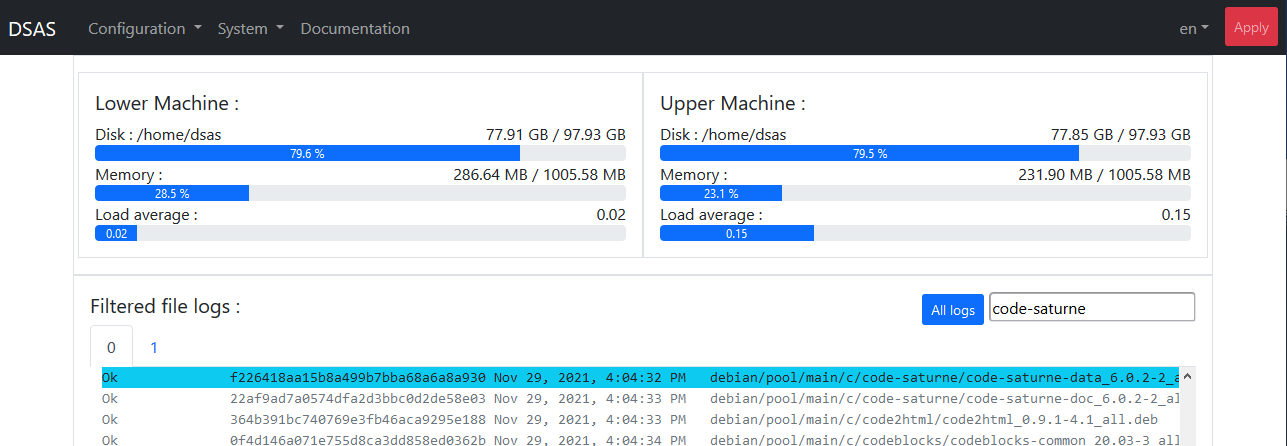 DSAS Configuration System Documentation en Apply
Lower Machine :
Disk : /home/dsas 77.91 GB / 97.93 GB
79.6 %
Memory : 286.64 MB / 1005.58 MB
28.5 %
Load average : 0.02
0.02
Upper Machine :
Disk : /home/dsas 77.85 GB / 97.93 GB
79.5 %
Memory : 231.90 MB / 1005.58 MB
23.1 %
Load average : 0.15
0.15
Filtered file logs : All logs code-saturne
0 1
Ok f226418aa15b8a499b7bba68a6a8a930 Nov 29, 2021, 4:04:32 PM debian/pool/main/c/code-saturne/code-saturne-data_6.0.2-2_a
Ok 22af9ad7a0574dfa2d3bbc0d2de58e03 Nov 29, 2021, 4:04:33 PM debian/pool/main/c/code-saturne/code-saturne-doc_6.0.2-2_al
Ok 364b391bc740769e3fb46aca9295e188 Nov 29, 2021, 4:04:33 PM debian/pool/main/c/code2html/code2html_0.9.1-4.1_all.deb
Ok 0f4d146a071e755d8ca3dd858ed0362b Nov 29, 2021, 4:04:34 PM debian/pool/main/c/codeblocks/codeblocks-common_20.03-3_all